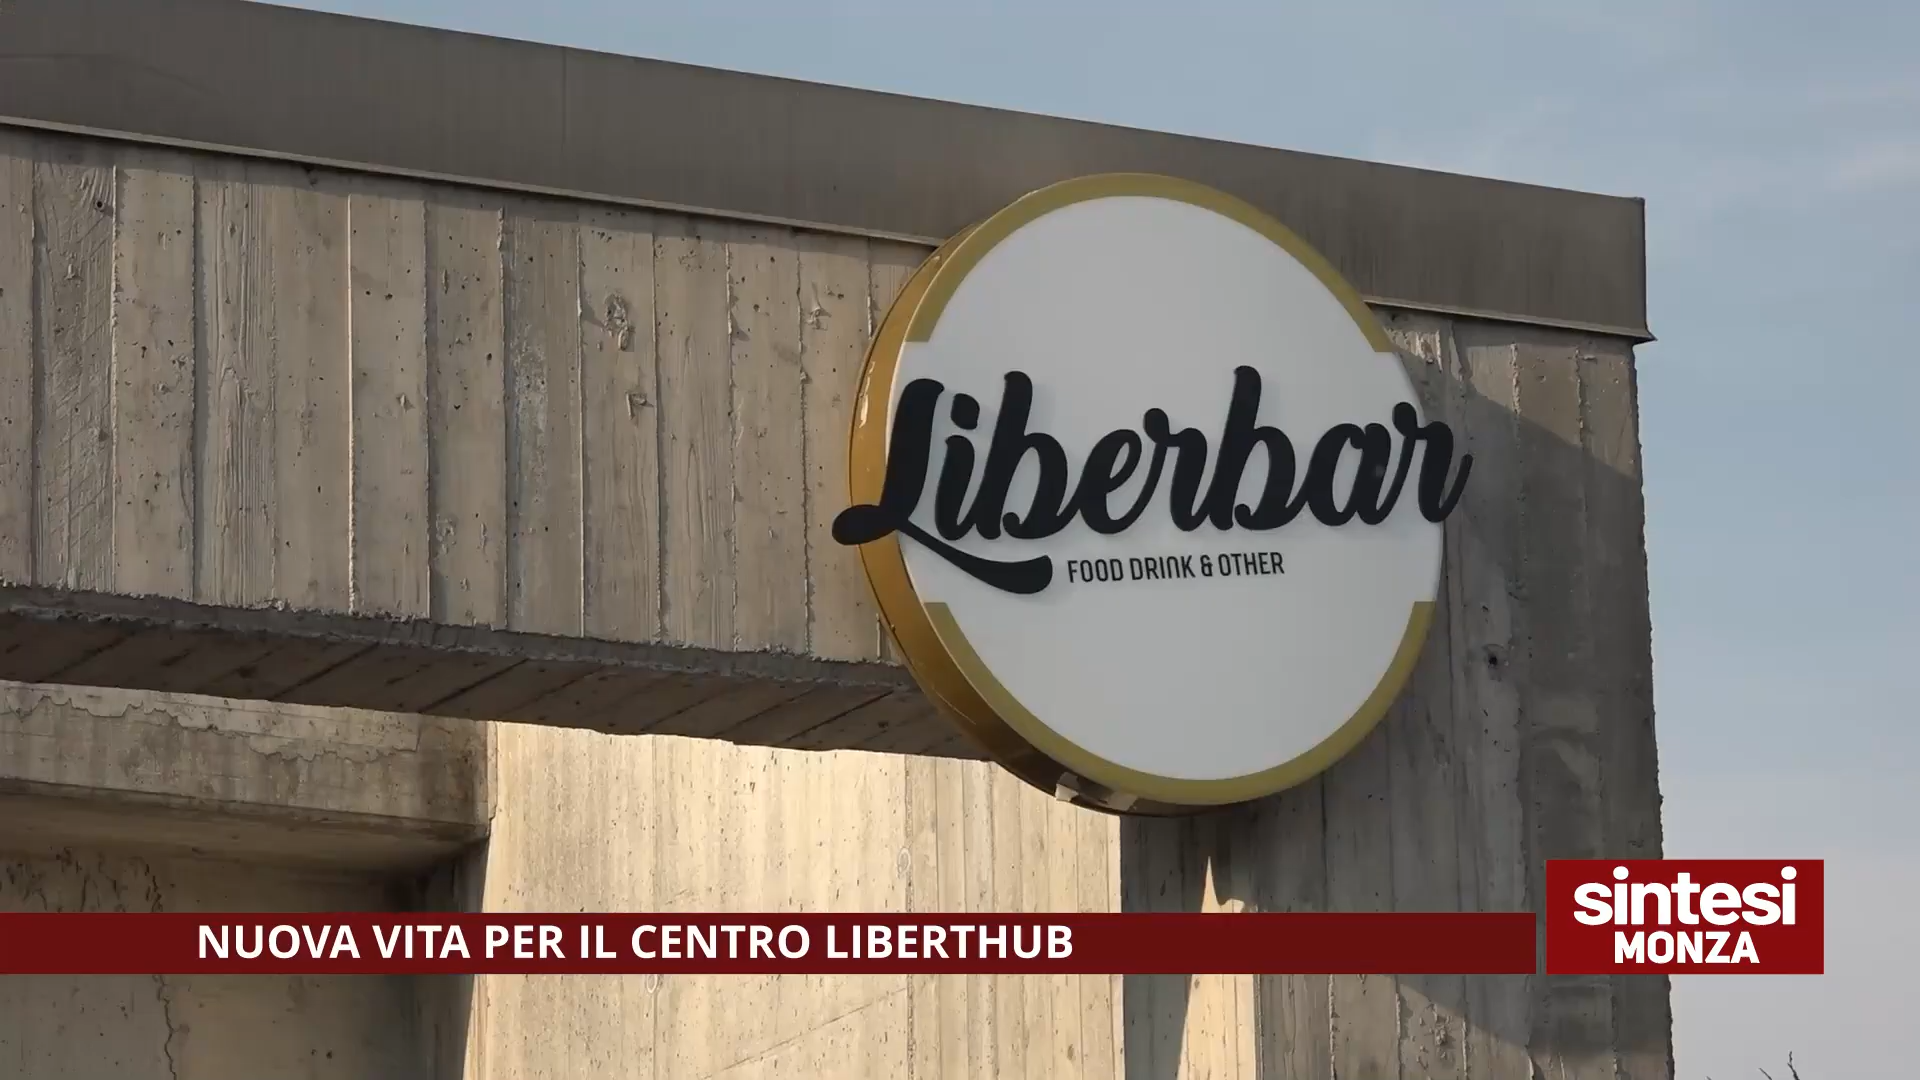 Liberbar
FOOD DRINK & OTHER
NUOVA VITA PER IL CENTRO LIBERTHUB
sintesi
MONZA